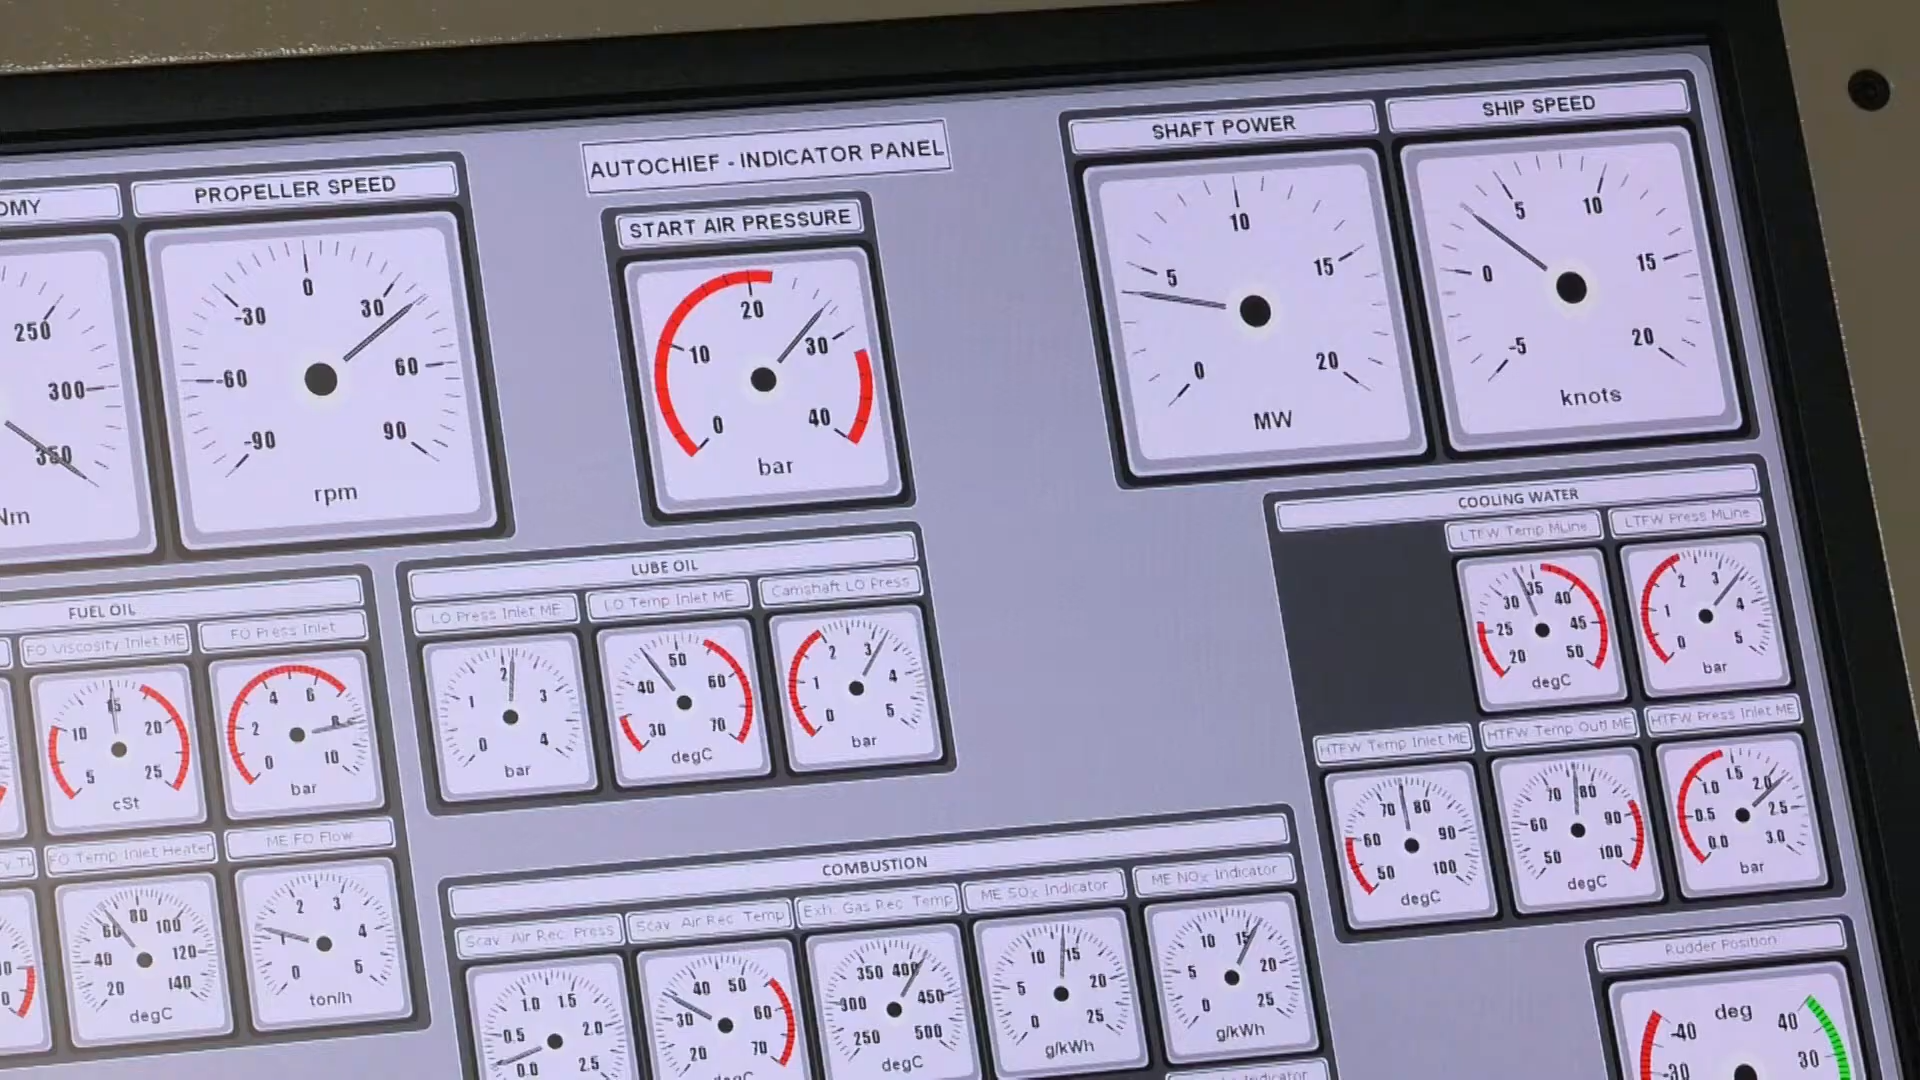 OMY
PROPELLER SPEED
AUTOCHIEF - INDICATOR PANEL
SHAFT POWER
SHIP SPEED
250
300
350
Nm
-90
-60
-30
0
30
60
90
rpm
START AIR PRESSURE
0
10
20
30
40
bar
0
5
10
15
20
MW
-5
0
5
10
15
20
knots
COOLING WATER
LTFW Temp MLine
LTFW Press MLine
20
25
30
35
40
45
50
degC
0
1
2
3
4
5
bar
HTFW Temp Inlet ME
HTFW Temp Outl ME
HTFW Press Inlet ME
50
60
70
80
90
100
degC
50
60
70
80
90
100
degC
0.0
0.5
1.0
1.5
2.0
2.5
3.0
bar
FUEL OIL
FO Viscosity Inlet ME
FO Press Inlet
5
10
15
20
25
cSt
0
2
4
6
8
10
bar
FO Temp Inlet Heater
ME FO Flow
20
40
60
80
100
120
140
degC
0
1
2
3
4
5
ton/h
LUBE OIL
LO Press Inlet ME
LO Temp Inlet ME
Camshaft LO Press
0
1
2
3
4
bar
30
40
50
60
70
degC
0
1
2
3
4
5
bar
COMBUSTION
Scav. Air Rec. Press
Scav. Air Rec. Temp
Exh. Gas Rec. Temp
ME SOx Indicator
ME NOx Indicator
0.0
0.5
1.0
1.5
2.0
2.5
20
30
40
50
60
70
degC
250
300
350
400
450
500
degC
0
5
10
15
20
25
g/kWh
0
5
10
15
20
25
g/kWh
Indicator
Rudder Position
deg
-40
-30
40
30